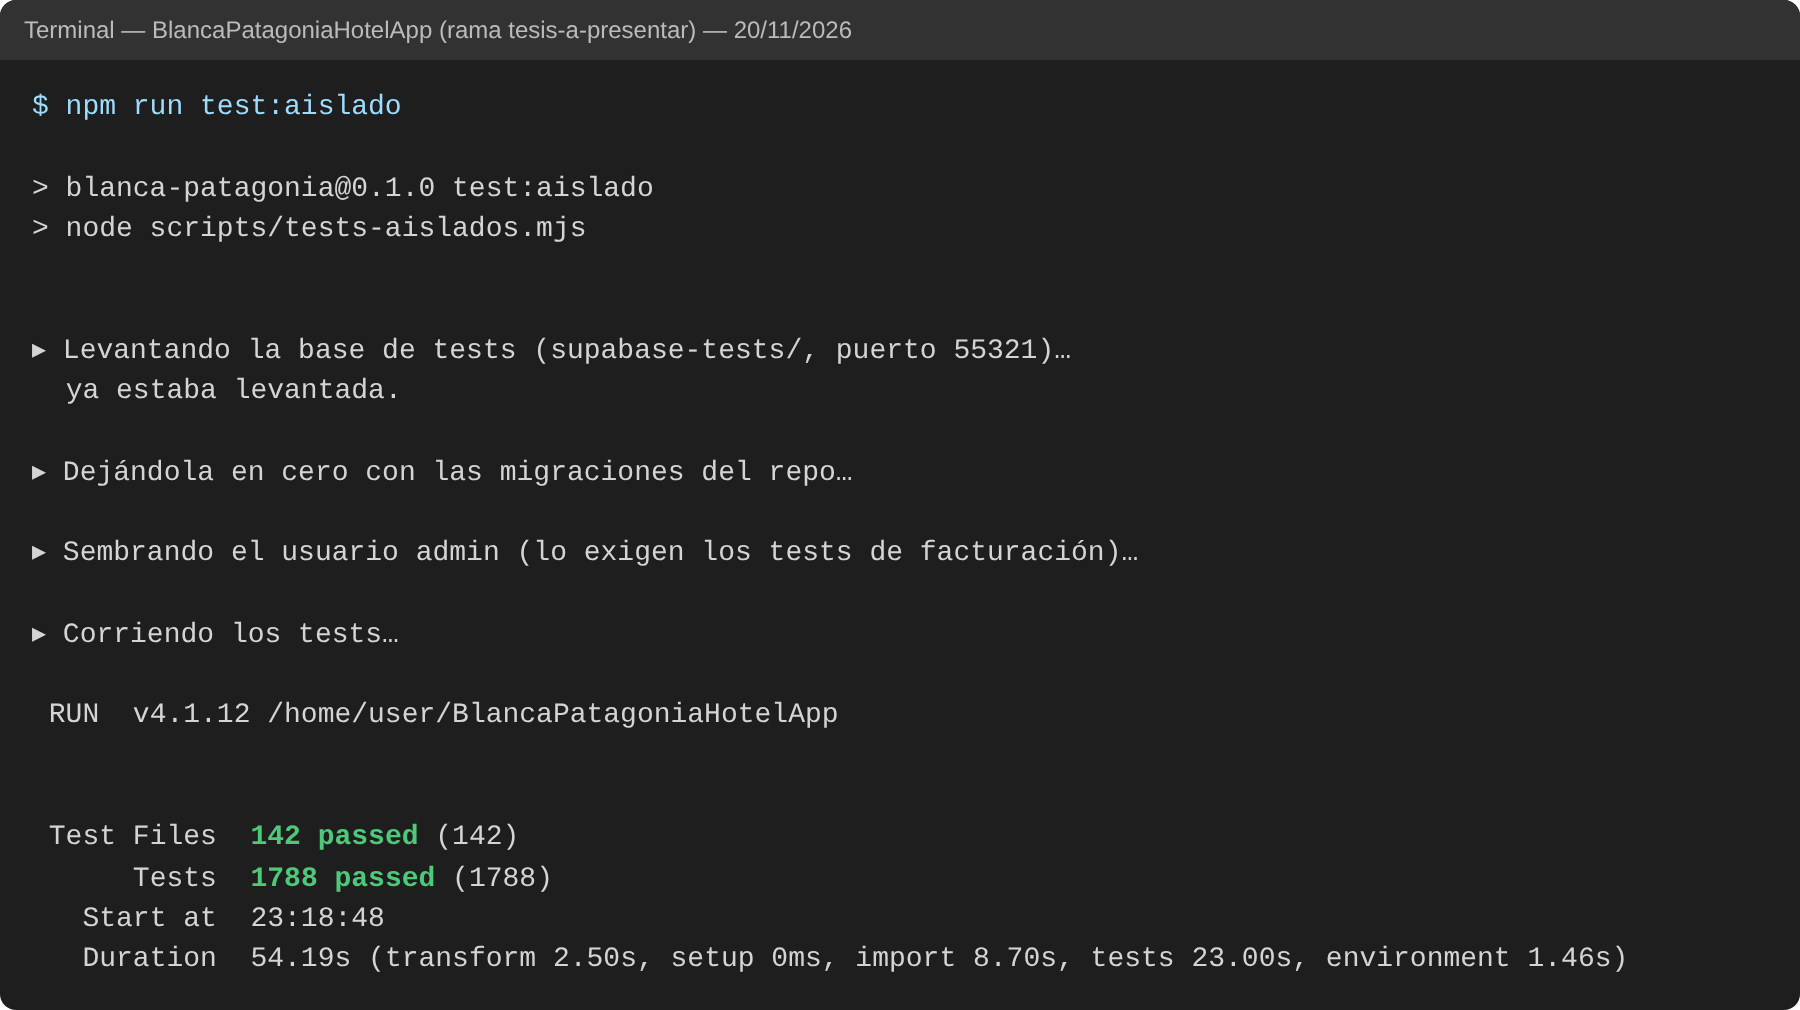 Terminal — BlancaPatagoniaHotelApp (rama tesis-a-presentar) — 20/11/2026
$ npm run test:aislado
> blanca-patagonia@0.1.0 test:aislado
> node scripts/tests-aislados.mjs
▶ Levantando la base de tests (supabase-tests/, puerto 55321)…
ya estaba levantada.
▶ Dejándola en cero con las migraciones del repo…
▶ Sembrando el usuario admin (lo exigen los tests de facturación)…
▶ Corriendo los tests…
RUN  v4.1.12 /home/user/BlancaPatagoniaHotelApp
Test Files  142 passed (142)
Tests  1788 passed (1788)
Start at  23:18:48
Duration  54.19s (transform 2.50s, setup 0ms, import 8.70s, tests 23.00s, environment 1.46s)